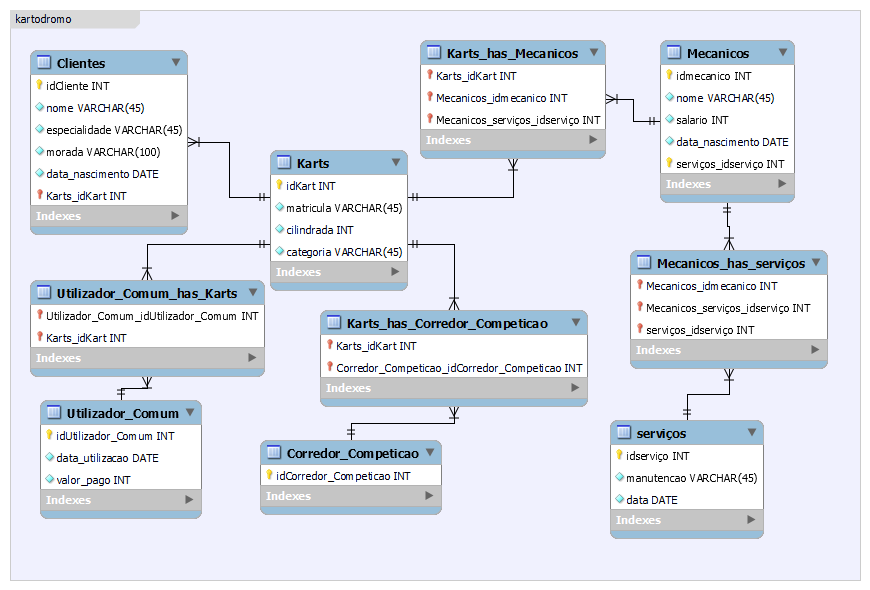 kartodromo
Clientes
idCliente INT
nome VARCHAR(45)
especialidade VARCHAR(45)
morada VARCHAR(100)
data_nascimento DATE
Karts_idKart INT
Indexes
Karts
idKart INT
matricula VARCHAR(45)
cilindrada INT
categoria VARCHAR(45)
Indexes
Karts_has_Mecanicos
Karts_idKart INT
Mecanicos_idmecanico INT
Mecanicos_serviços_idserviço INT
Indexes
Mecanicos
idmecanico INT
nome VARCHAR(45)
salario INT
data_nascimento DATE
serviços_idserviço INT
Indexes
Utilizador_Comum_has_Karts
Utilizador_Comum_idUtilizador_Comum INT
Karts_idKart INT
Indexes
Karts_has_Corredor_Competicao
Karts_idKart INT
Corredor_Competicao_idCorredor_Competicao INT
Indexes
Mecanicos_has_serviços
Mecanicos_idmecanico INT
Mecanicos_serviços_idserviço INT
serviços_idserviço INT
Indexes
Utilizador_Comum
idUtilizador_Comum INT
data_utilizacao DATE
valor_pago INT
Indexes
Corredor_Competicao
idCorredor_Competicao INT
Indexes
serviços
idserviço INT
manutencao VARCHAR(45)
data DATE
Indexes